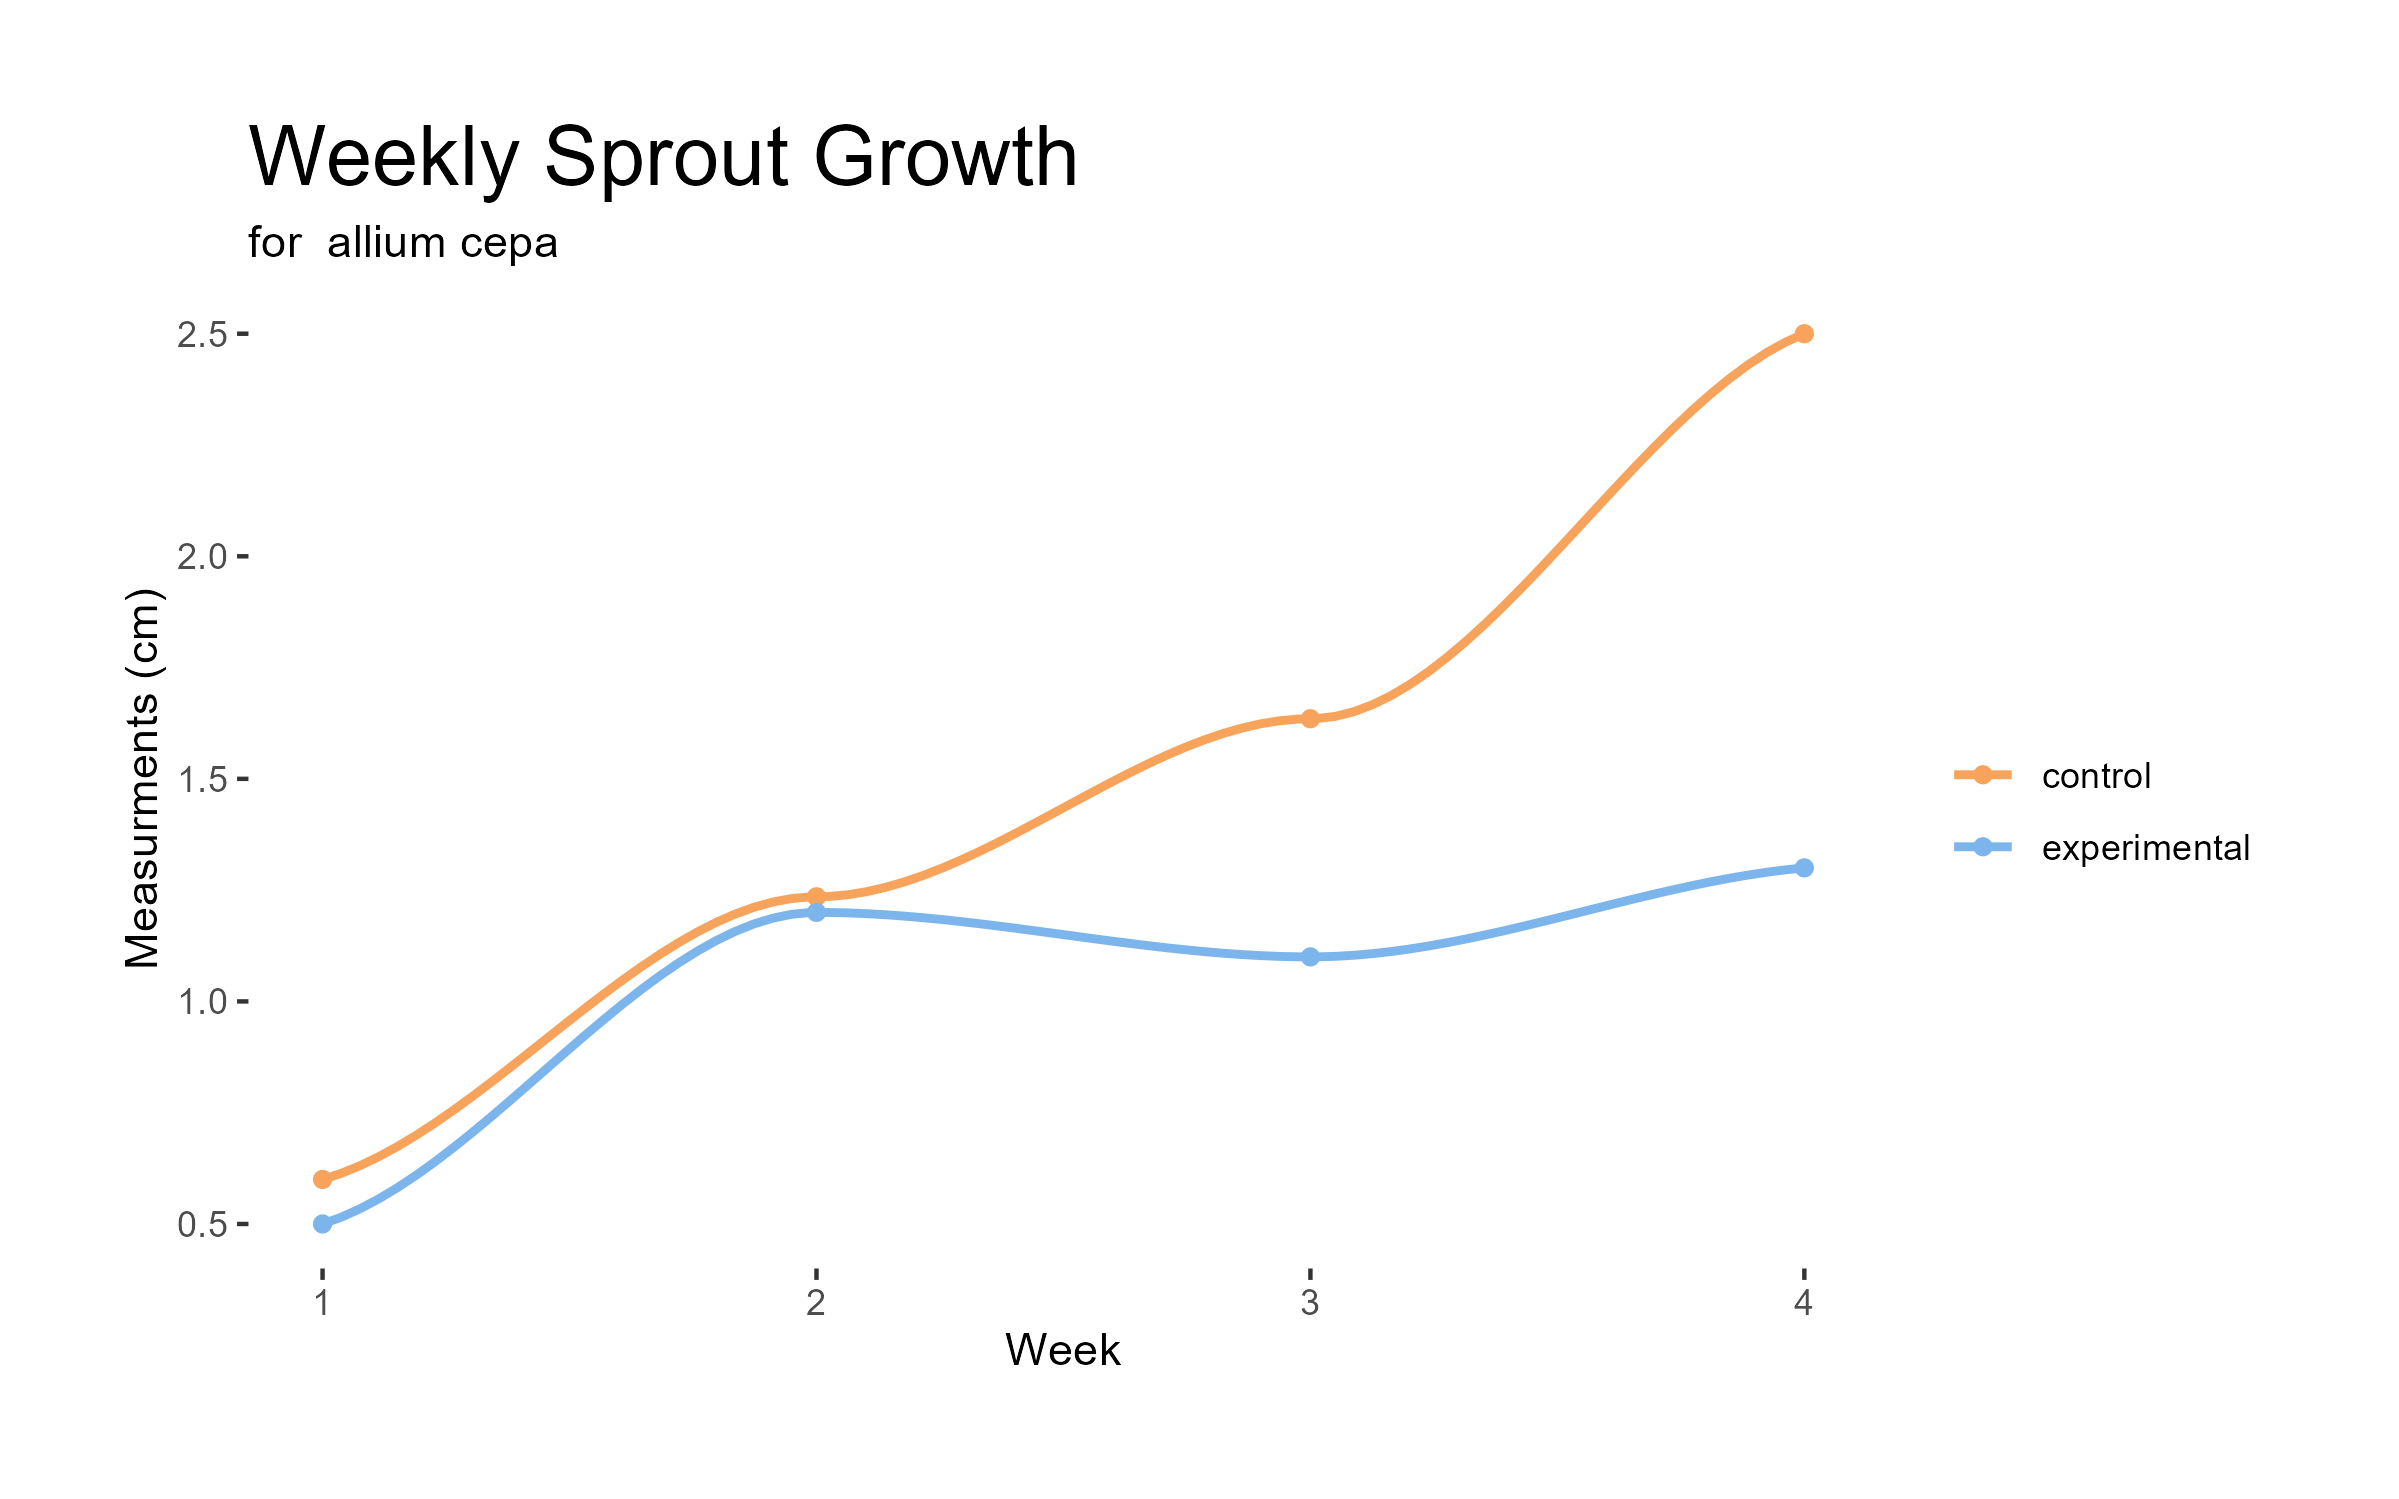 Weekly Sprout Growth
for  allium cepa
2.5
2.0
1.5
1.0
0.5
Measurments (cm)
1 2 3 4
Week
control
experimental